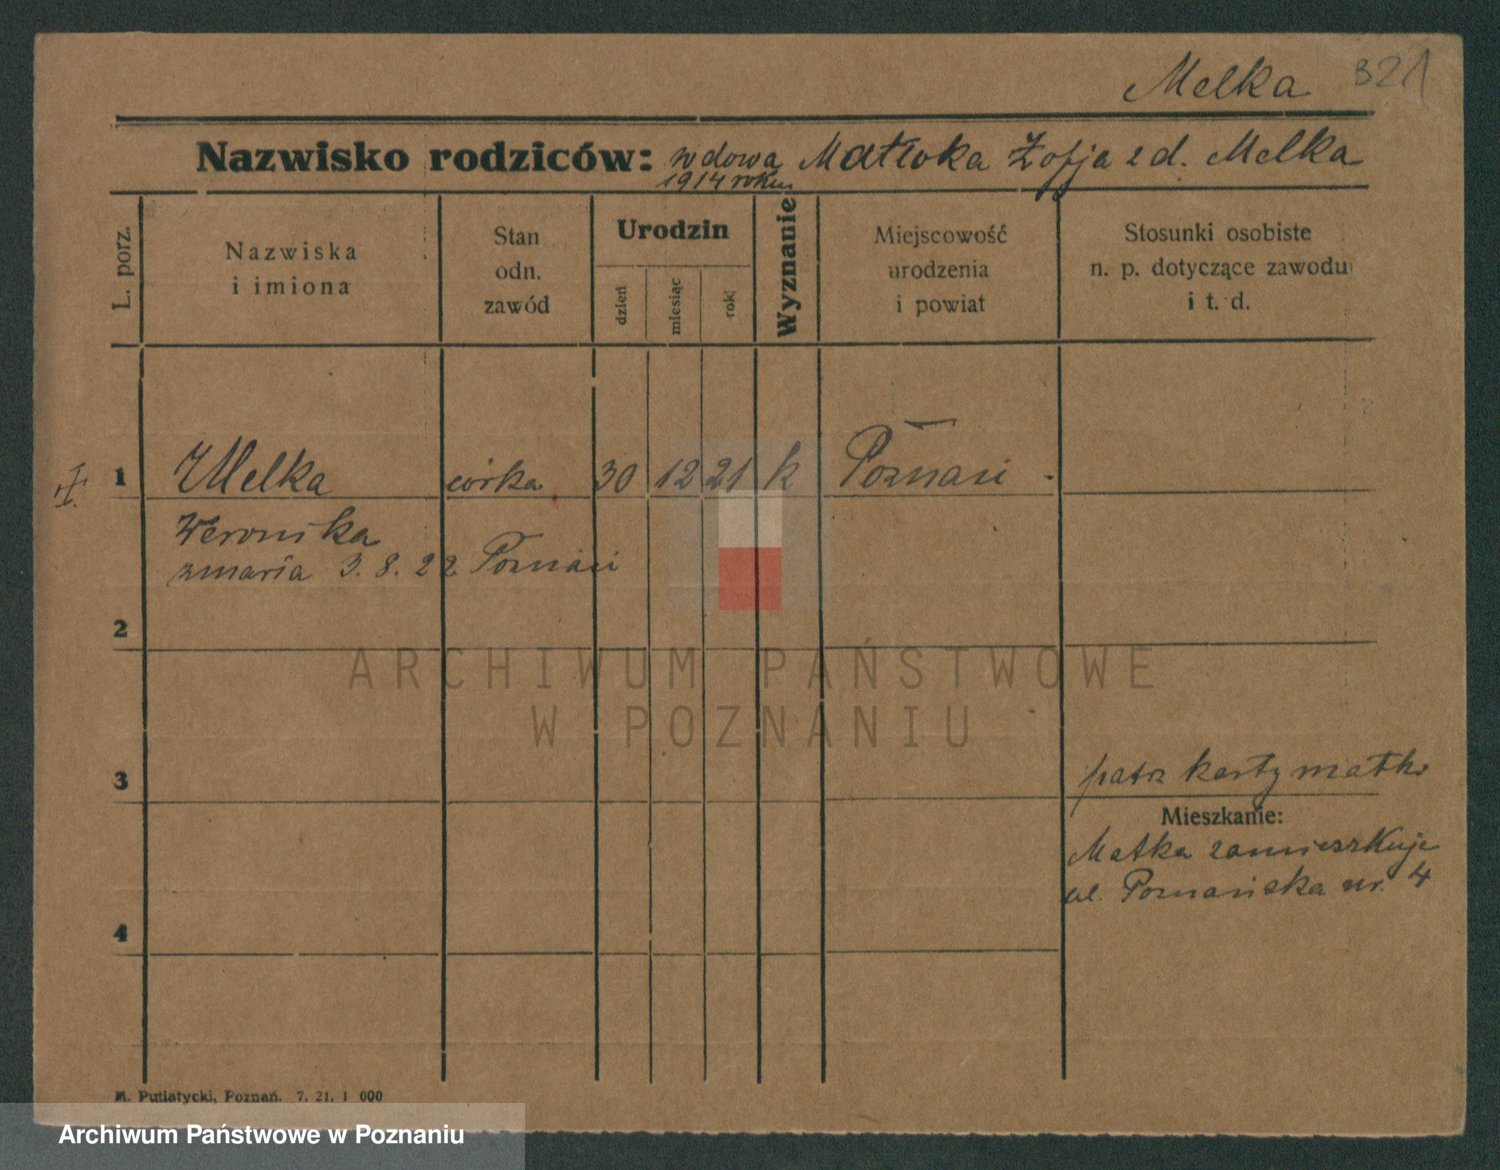 Melka 321
Nazwisko rodziców: wdowa Matłoka Zofja z d. Melka
1914 roku
L. porz.
Nazwiska
i imiona
Stan
odn.
zawód
Urodzin
dzień
miesiąc
rok
Wyznanie
Miejscowość
urodzenia
i powiat
Stosunki osobiste
n. p. dotyczące zawodu
i t. d.
1 Melka córka 30 12 21 k Poznań -
Weronika
zmarła 3. 8. 22 Poznań
2
ARCHIWUM PAŃSTWOWE
W POZNANIU
3
patrz karty matki
Mieszkanie:
Matka zamieszkuje
ul. Poznańska nr. 4
4
M. Putiatycki, Poznań. 7. 21. 1 000
Archiwum Państwowe w Poznaniu